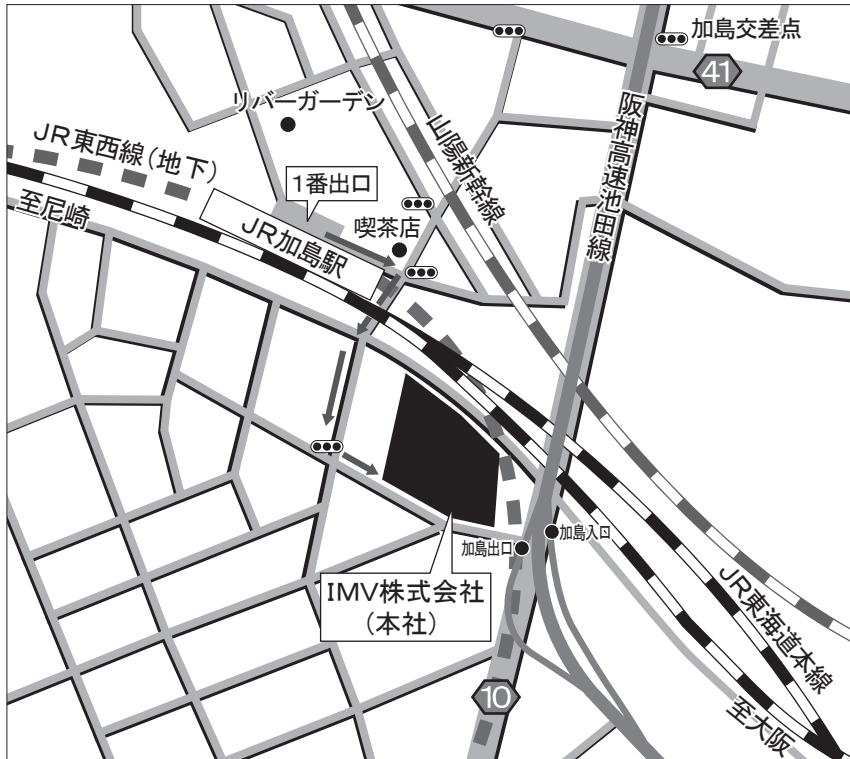 加島交差点
41
リバーガーデン
山陽新幹線
阪神高速池田線
JR東西線(地下)
1番出口
至尼崎
喫茶店
JR加島駅
加島入口
加島出口
IMV株式会社
(本社)
JR東海道本線
10
至大阪